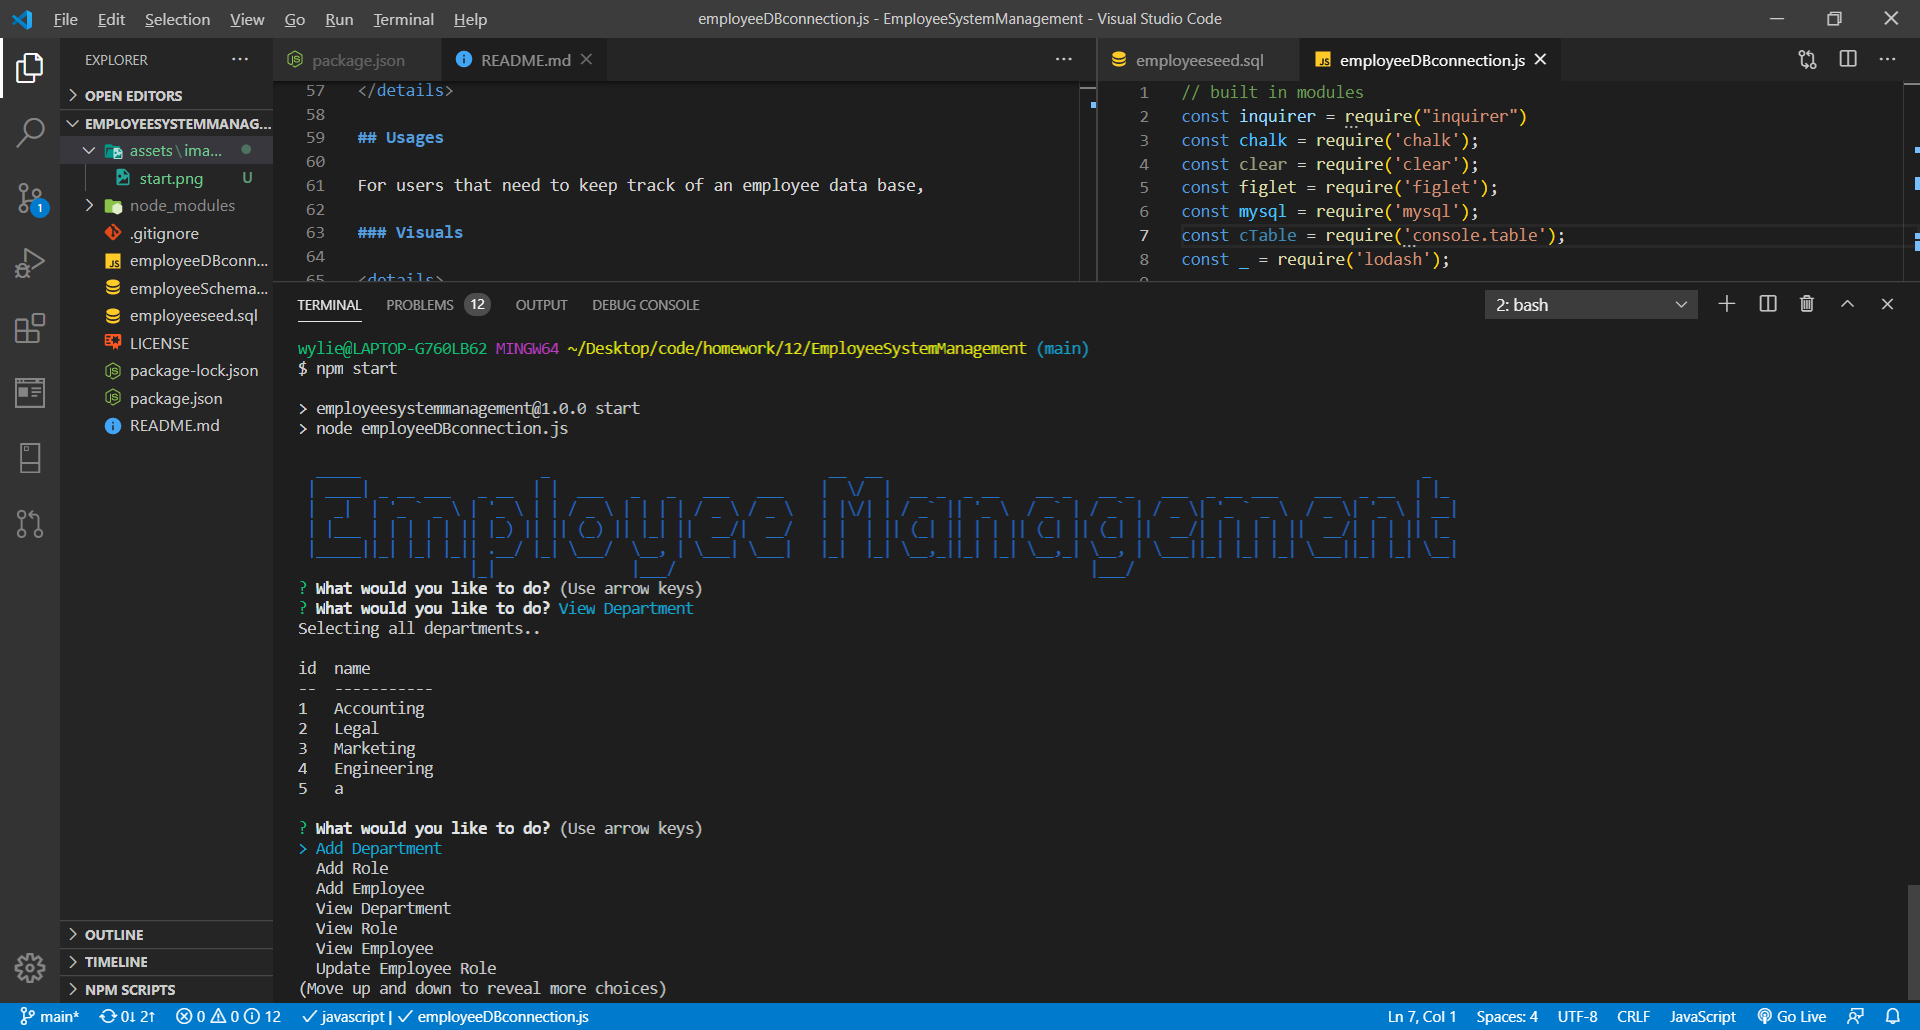 File Edit Selection View Go Run Terminal Help employeeDBconnection.js - EmployeeSystemManagement - Visual Studio Code
EXPLORER
OPEN EDITORS
EMPLOYEESYSTEMMANAG...
assets\ima...
start.png U
node_modules
.gitignore
employeeDBconn...
employeeSchema...
employeeseed.sql
LICENSE
package-lock.json
package.json
README.md
OUTLINE
TIMELINE
NPM SCRIPTS
1
package.json README.md
57 </details>
58
59 ## Usages
60
61 For users that need to keep track of an employee data base,
62
63 ### Visuals
64
65 <details>
employeeseed.sql employeeDBconnection.js
1 // built in modules
2 const inquirer = require("inquirer")
3 const chalk = require('chalk');
4 const clear = require('clear');
5 const figlet = require('figlet');
6 const mysql = require('mysql');
7 const cTable = require('console.table');
8 const _ = require('lodash');
9
TERMINAL PROBLEMS 12 OUTPUT DEBUG CONSOLE 2: bash
wylie@LAPTOP-G760LB62 MINGW64 ~/Desktop/code/homework/12/EmployeeSystemManagement (main)
$ npm start
> employeesystemmanagement@1.0.0 start
> node employeeDBconnection.js
Employee Management
? What would you like to do? (Use arrow keys)
? What would you like to do? View Department
Selecting all departments..
id name
-- -----------
1 Accounting
2 Legal
3 Marketing
4 Engineering
5 a
? What would you like to do? (Use arrow keys)
> Add Department
Add Role
Add Employee
View Department
View Role
View Employee
Update Employee Role
(Move up and down to reveal more choices)
main* 0↓ 2↑ 0 0 12 javascript | employeeDBconnection.js Ln 7, Col 1 Spaces: 4 UTF-8 CRLF JavaScript Go Live